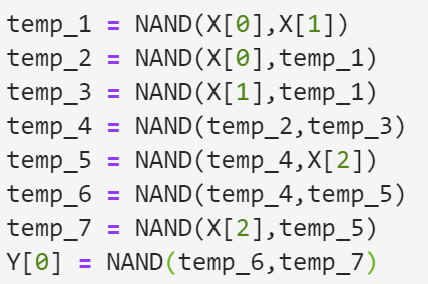 temp_1 = NAND(X[0],X[1])
temp_2 = NAND(X[0],temp_1)
temp_3 = NAND(X[1],temp_1)
temp_4 = NAND(temp_2,temp_3)
temp_5 = NAND(temp_4,X[2])
temp_6 = NAND(temp_4,temp_5)
temp_7 = NAND(X[2],temp_5)
Y[0] = NAND(temp_6,temp_7)